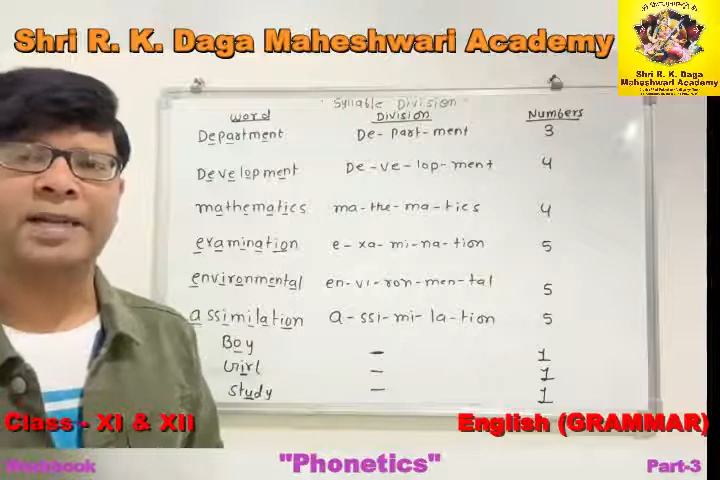 Shri R. K. Daga Maheshwari Academy
Shri R. K. Daga
Maheshwari Academy
Syllable Division
Word Division Numbers
Department De- part- ment 3
Development De-ve-lop-ment 4
mathematics ma-the-ma-tics 4
examination e-xa-mi-na-tion 5
environmental en-vi-ron-men-tal 5
assimilation a-ssi-mi-la-tion 5
Boy - 1
Girl - 1
Study - 1
Class - XI & XII English (GRAMMAR)
"Phonetics" Part-3